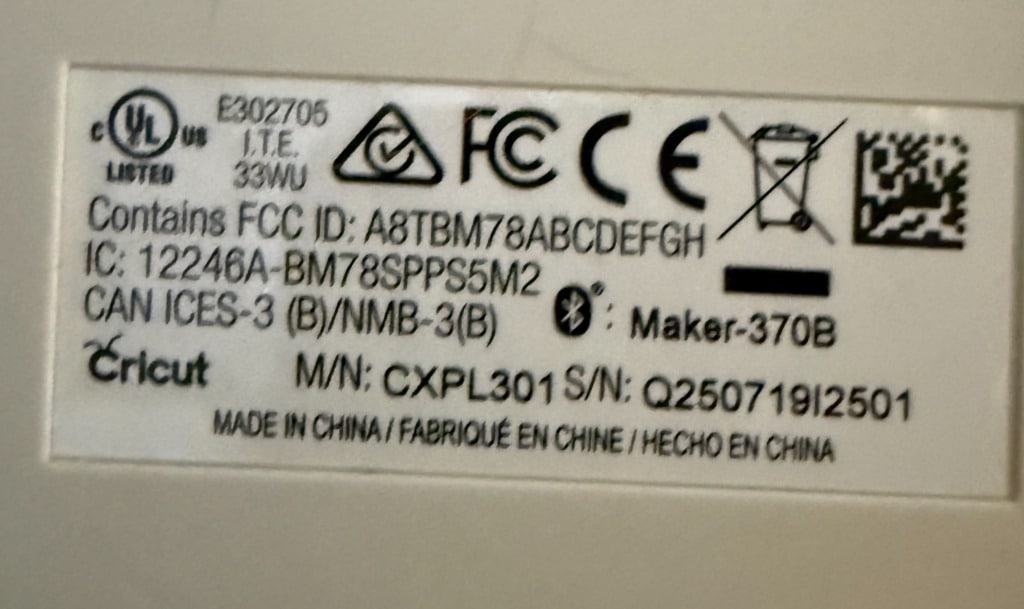 c UL US
LISTED
E302705
I.T.E.
33WU
FC CE
Contains FCC ID: A8TBM78ABCDEFGH
IC: 12246A-BM78SPPS5M2
CAN ICES-3 (B)/NMB-3(B)
®: Maker-370B
Cricut M/N: CXPL301 S/N: Q250719I2501
MADE IN CHINA / FABRIQUÉ EN CHINE / HECHO EN CHINA